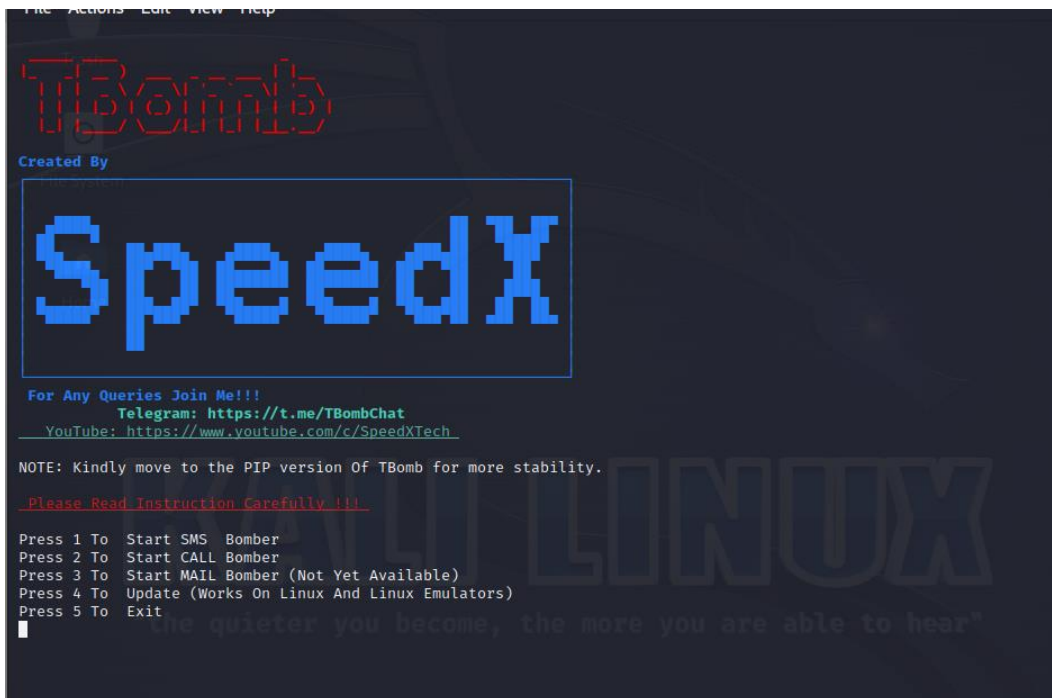 File Actions Edit View Help
TBomb
Created By
File System
SpeedX
For Any Queries Join Me!!!
Telegram: https://t.me/TBombChat
YouTube: https://www.youtube.com/c/SpeedXTech
NOTE: Kindly move to the PIP version Of TBomb for more stability.
Please Read Instruction Carefully !!!
Press 1 To Start SMS Bomber
Press 2 To Start CALL Bomber
Press 3 To Start MAIL Bomber (Not Yet Available)
Press 4 To Update (Works On Linux And Linux Emulators)
Press 5 To Exit
KALI LINUX
"the quieter you become, the more you are able to hear"